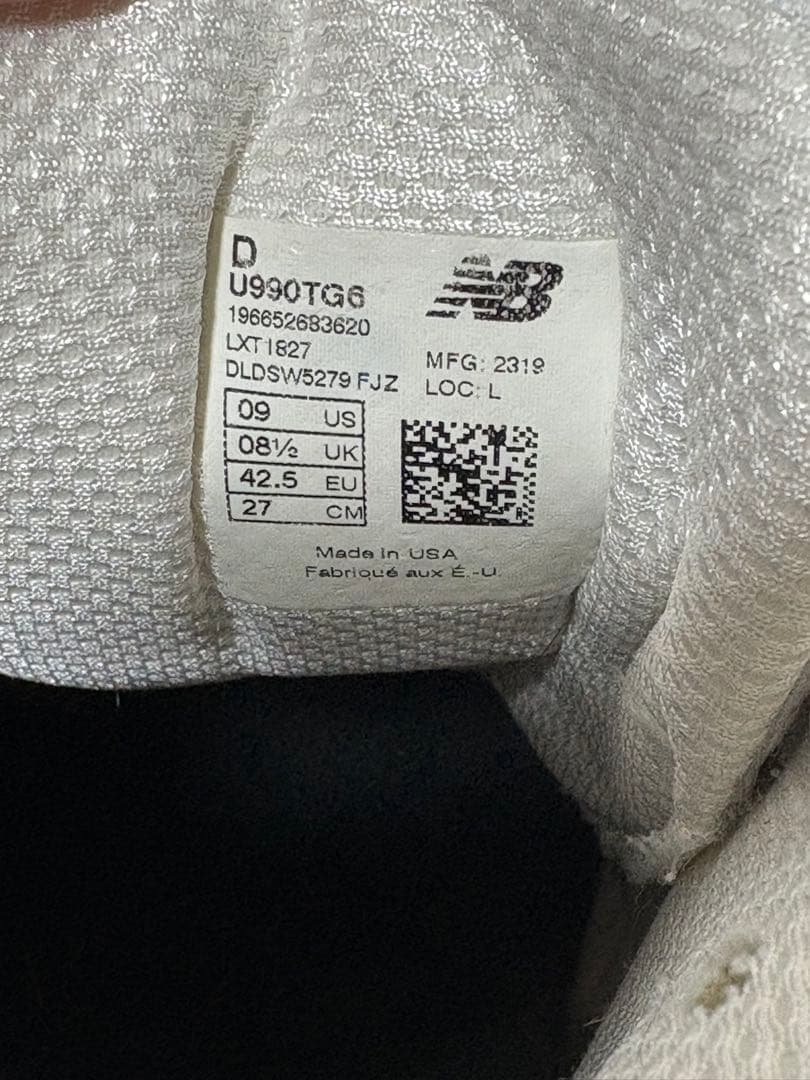 D
U990TG6
196652683620
LXT1827
DLDSW5279 FJZ
MFG: 2319
LOC: L
09 US
08½ UK
42.5 EU
27 CM
Made in USA
Fabriqué aux É.-U.